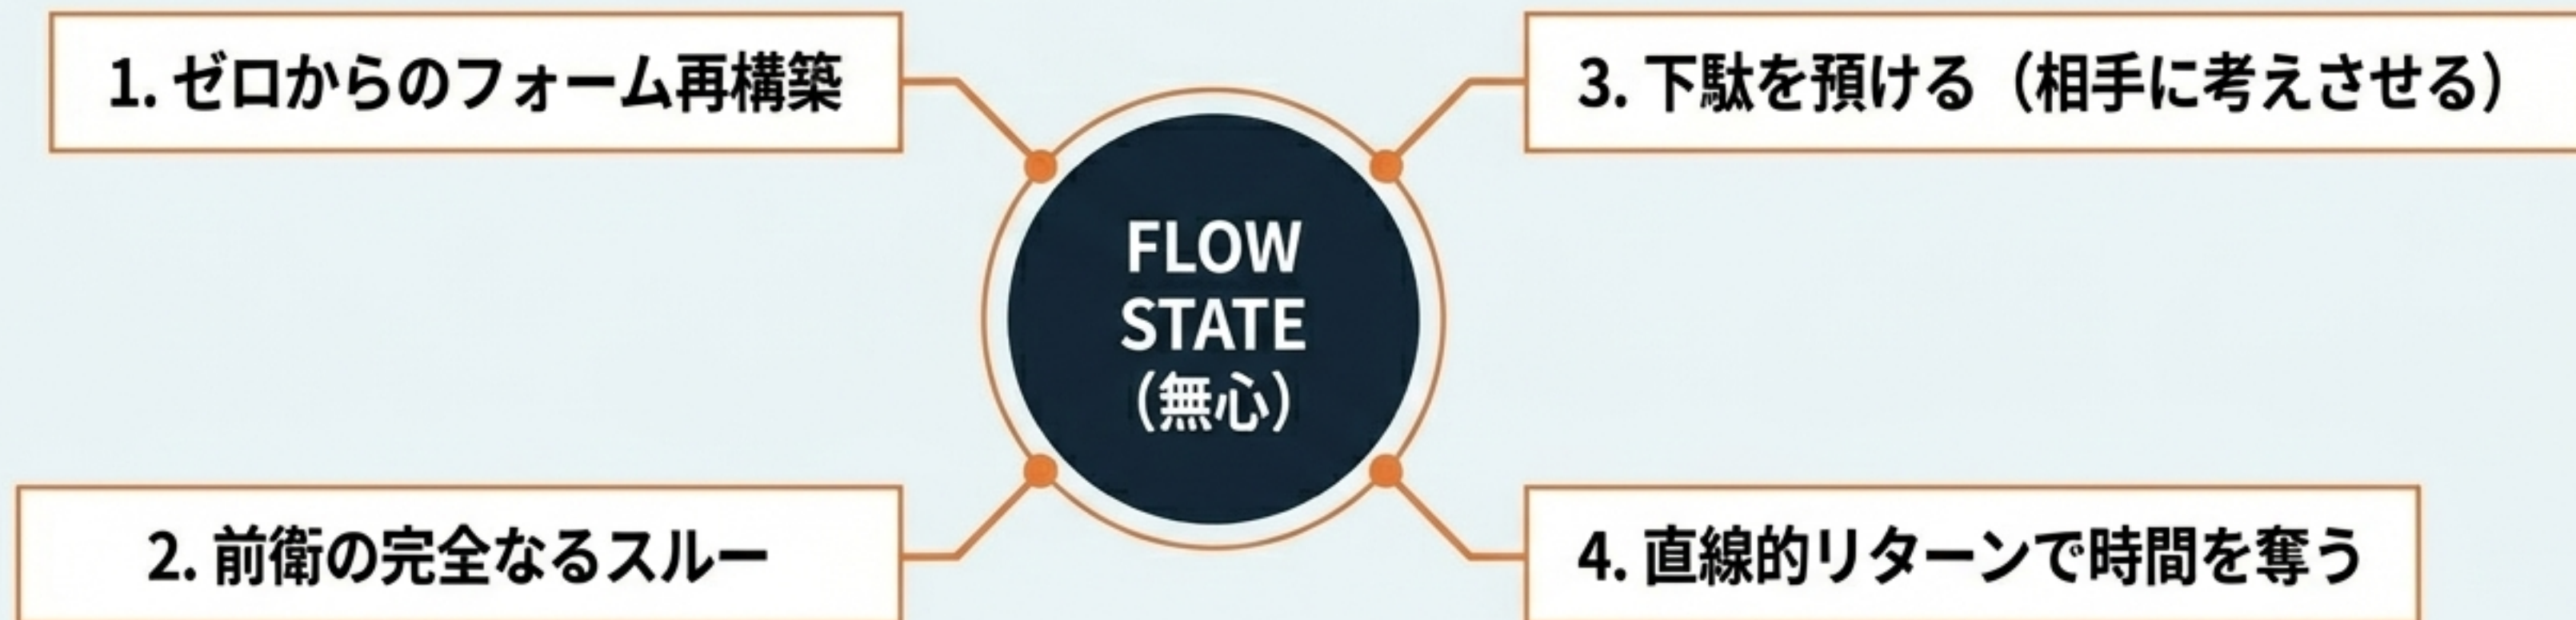 1. ゼロからのフォーム再構築
3. 下駄を預ける（相手に考えさせる）
FLOW
STATE
（無心）
2. 前衛の完全なるスルー
4. 直線的リターンで時間を奪う